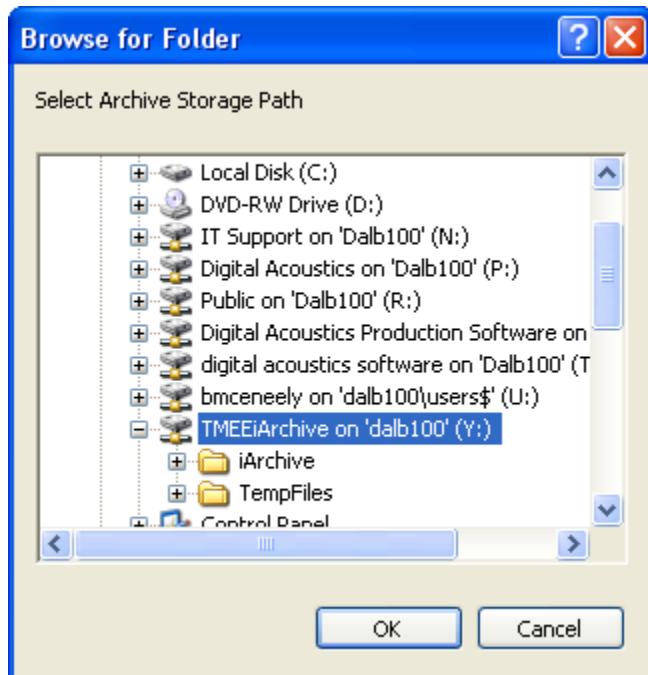 Browse for Folder
Select Archive Storage Path
Local Disk (C:)
DVD-RW Drive (D:)
IT Support on 'Dalb100' (N:)
Digital Acoustics on 'Dalb100' (P:)
Public on 'Dalb100' (R:)
Digital Acoustics Production Software on
digital acoustics software on 'Dalb100' (T
bmceneely on 'dalb100\users$' (U:)
TMEEiArchive on 'dalb100' (Y:)
iArchive
TempFiles
Control Panel
OK Cancel